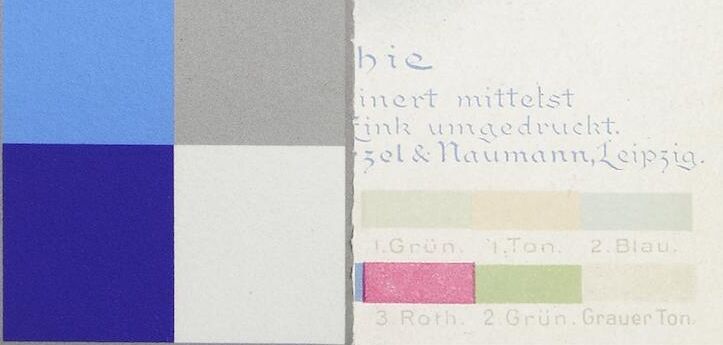 hie
inert mittelst
Zink umgedruckt.
zel & Naumann, Leipzig.
1. Grün. 1. Ton. 2. Blau.
3. Roth. 2 Grün. Grauer Ton.